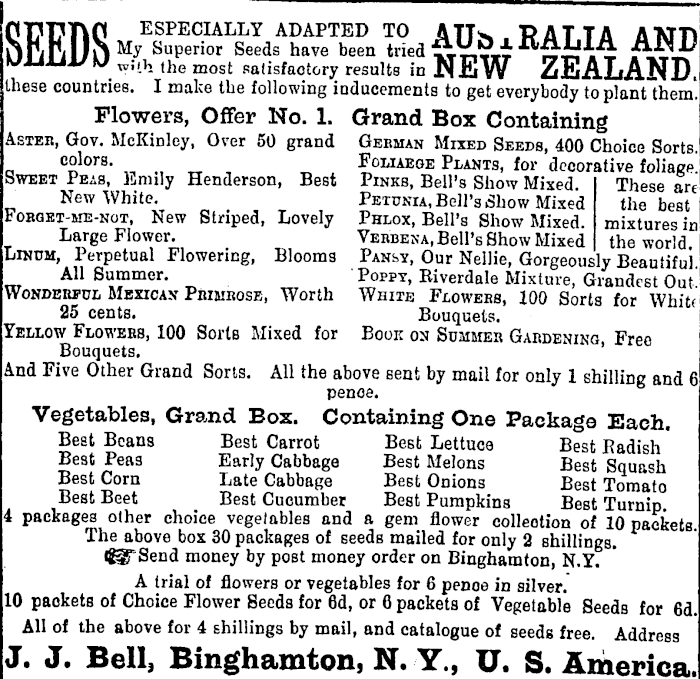 SEEDS ESPECIALLY ADAPTED TO AUSTRALIA AND
My Superior Seeds have been tried
with the most satisfactory results in NEW ZEALAND.
these countries. I make the following inducements to get everybody to plant them.
Flowers, Offer No. 1. Grand Box Containing
ASTER, Gov. McKinley, Over 50 grand
colors.
SWEET PEAS, Emily Henderson, Best
New White.
FORGET-ME-NOT, New Striped, Lovely
Large Flower.
LINUM, Perpetual Flowering, Blooms
All Summer.
WONDERFUL MEXICAN PRIMROSE, Worth
25 cents.
YELLOW FLOWERS, 100 Sorts Mixed for
Bouquets.
GERMAN MIXED SEEDS, 400 Choice Sorts.
FOLIAEGE PLANTS, for decorative foliage.
PINKS, Bell's Show Mixed.
PETUNIA, Bell's Show Mixed
PHLOX, Bell's Show Mixed.
VERBENA, Bell's Show Mixed
These are
the best
mixtures in
the world.
PANSY, Our Nellie, Gorgeously Beautiful.
POPPY, Riverdale Mixture, Grandest Out.
WHITE FLOWERS, 100 Sorts for White
Bouquets.
BOOK ON SUMMER GARDENING, Free
And Five Other Grand Sorts. All the above sent by mail for only 1 shilling and 6
pence.
Vegetables, Grand Box. Containing One Package Each.
Best Beans Best Carrot Best Lettuce Best Radish
Best Peas Early Cabbage Best Melons Best Squash
Best Corn Late Cabbage Best Onions Best Tomato
Best Beet Best Cucumber Best Pumpkins Best Turnip.
4 packages other choice vegetables and a gem flower collection of 10 packets.
The above box 30 packages of seeds mailed for only 2 shillings.
☞ Send money by post money order on Binghamton, N.Y.
A trial of flowers or vegetables for 6 pence in silver.
10 packets of Choice Flower Seeds for 6d, or 6 packets of Vegetable Seeds for 6d.
All of the above for 4 shillings by mail, and catalogue of seeds free. Address
J. J. Bell, Binghamton, N. Y., U. S. America.